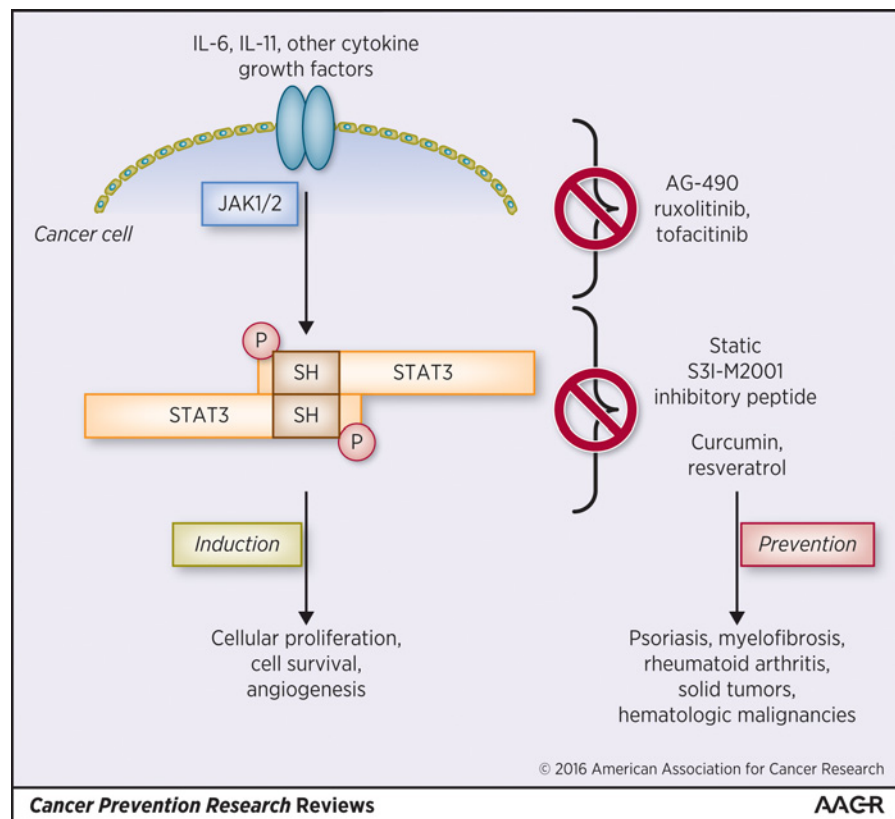 IL-6, IL-11, other cytokine
growth factors
JAK1/2
Cancer cell
AG-490
ruxolitinib,
tofacitinib
P
SH
STAT3
STAT3
SH
P
Static
S3I-M2001
inhibitory peptide
Curcumin,
resveratrol
Induction
Prevention
Cellular proliferation,
cell survival,
angiogenesis
Psoriasis, myelofibrosis,
rheumatoid arthritis,
solid tumors,
hematologic malignancies
© 2016 American Association for Cancer Research
Cancer Prevention Research Reviews
AACR